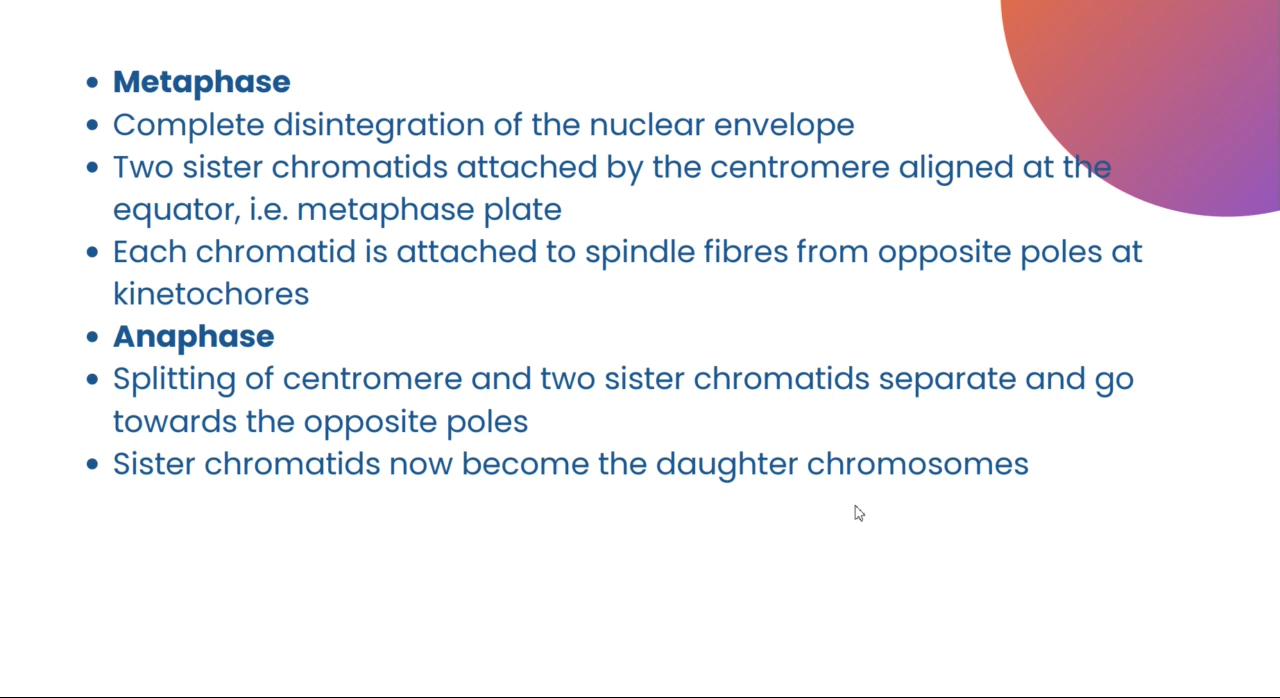 • Metaphase
• Complete disintegration of the nuclear envelope
• Two sister chromatids attached by the centromere aligned at the
equator, i.e. metaphase plate
• Each chromatid is attached to spindle fibres from opposite poles at
kinetochores
• Anaphase
• Splitting of centromere and two sister chromatids separate and go
towards the opposite poles
• Sister chromatids now become the daughter chromosomes